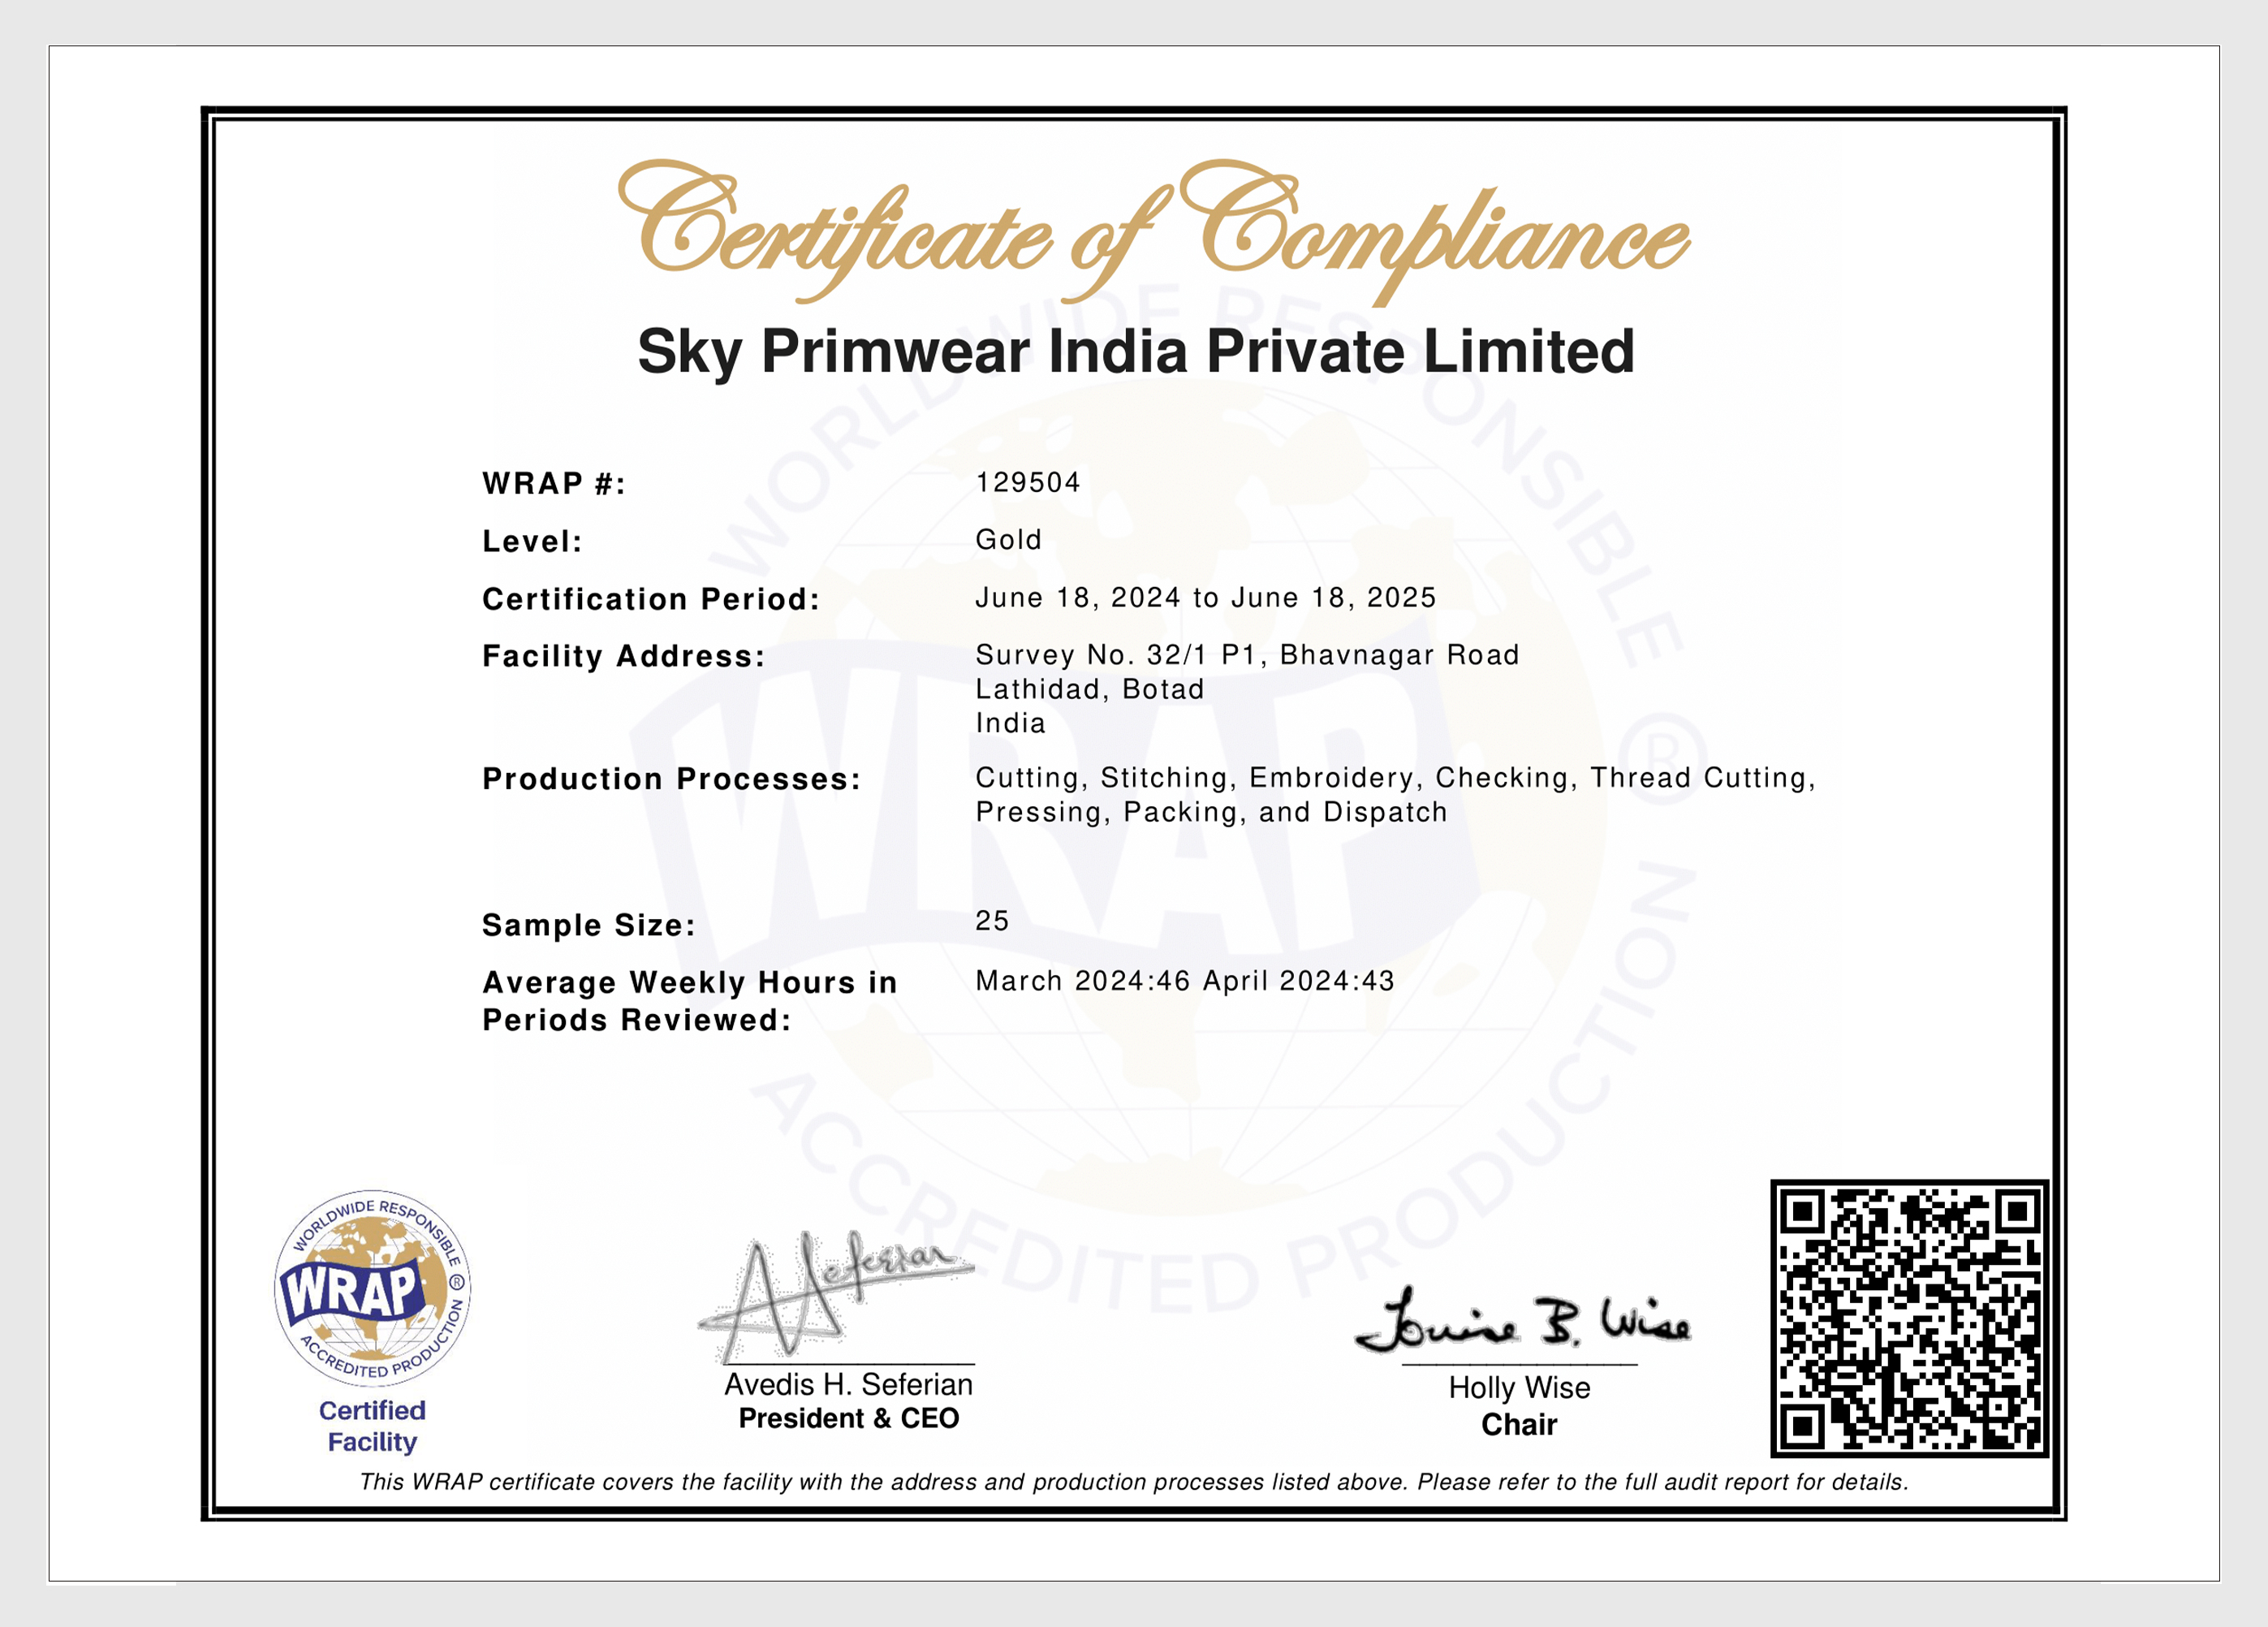 Certificate of Compliance
Sky Primwear India Private Limited
WRAP #: 129504
Level: Gold
Certification Period: June 18, 2024 to June 18, 2025
Facility Address: Survey No. 32/1 P1, Bhavnagar Road
Lathidad, Botad
India
Production Processes: Cutting, Stitching, Embroidery, Checking, Thread Cutting,
Pressing, Packing, and Dispatch
Sample Size: 25
Average Weekly Hours in March 2024:46 April 2024:43
Periods Reviewed:
WORLDWIDE RESPONSIBLE ®
WRAP
ACCREDITED PRODUCTION
WORLDWIDE RESPONSIBLE ®
WRAP
ACCREDITED PRODUCTION
Certified
Facility
ASeferian
Avedis H. Seferian
President & CEO
Louise B. Wise
Holly Wise
Chair
This WRAP certificate covers the facility with the address and production processes listed above. Please refer to the full audit report for details.